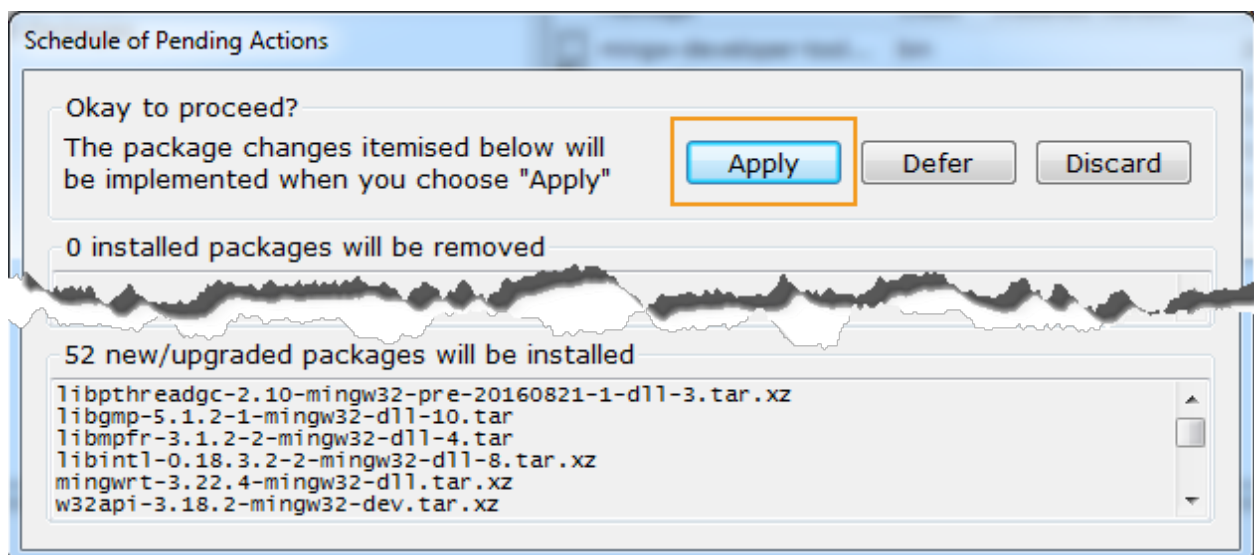 Schedule of Pending Actions
Okay to proceed?
The package changes itemised below will
be implemented when you choose "Apply"
Apply
Defer
Discard
0 installed packages will be removed
52 new/upgraded packages will be installed
libpthreadgc-2.10-mingw32-pre-20160821-1-dll-3.tar.xz
libgmp-5.1.2-1-mingw32-dll-10.tar
libmpfr-3.1.2-2-mingw32-dll-4.tar
libintl-0.18.3.2-2-mingw32-dll-8.tar.xz
mingwrt-3.22.4-mingw32-dll.tar.xz
w32api-3.18.2-mingw32-dev.tar.xz